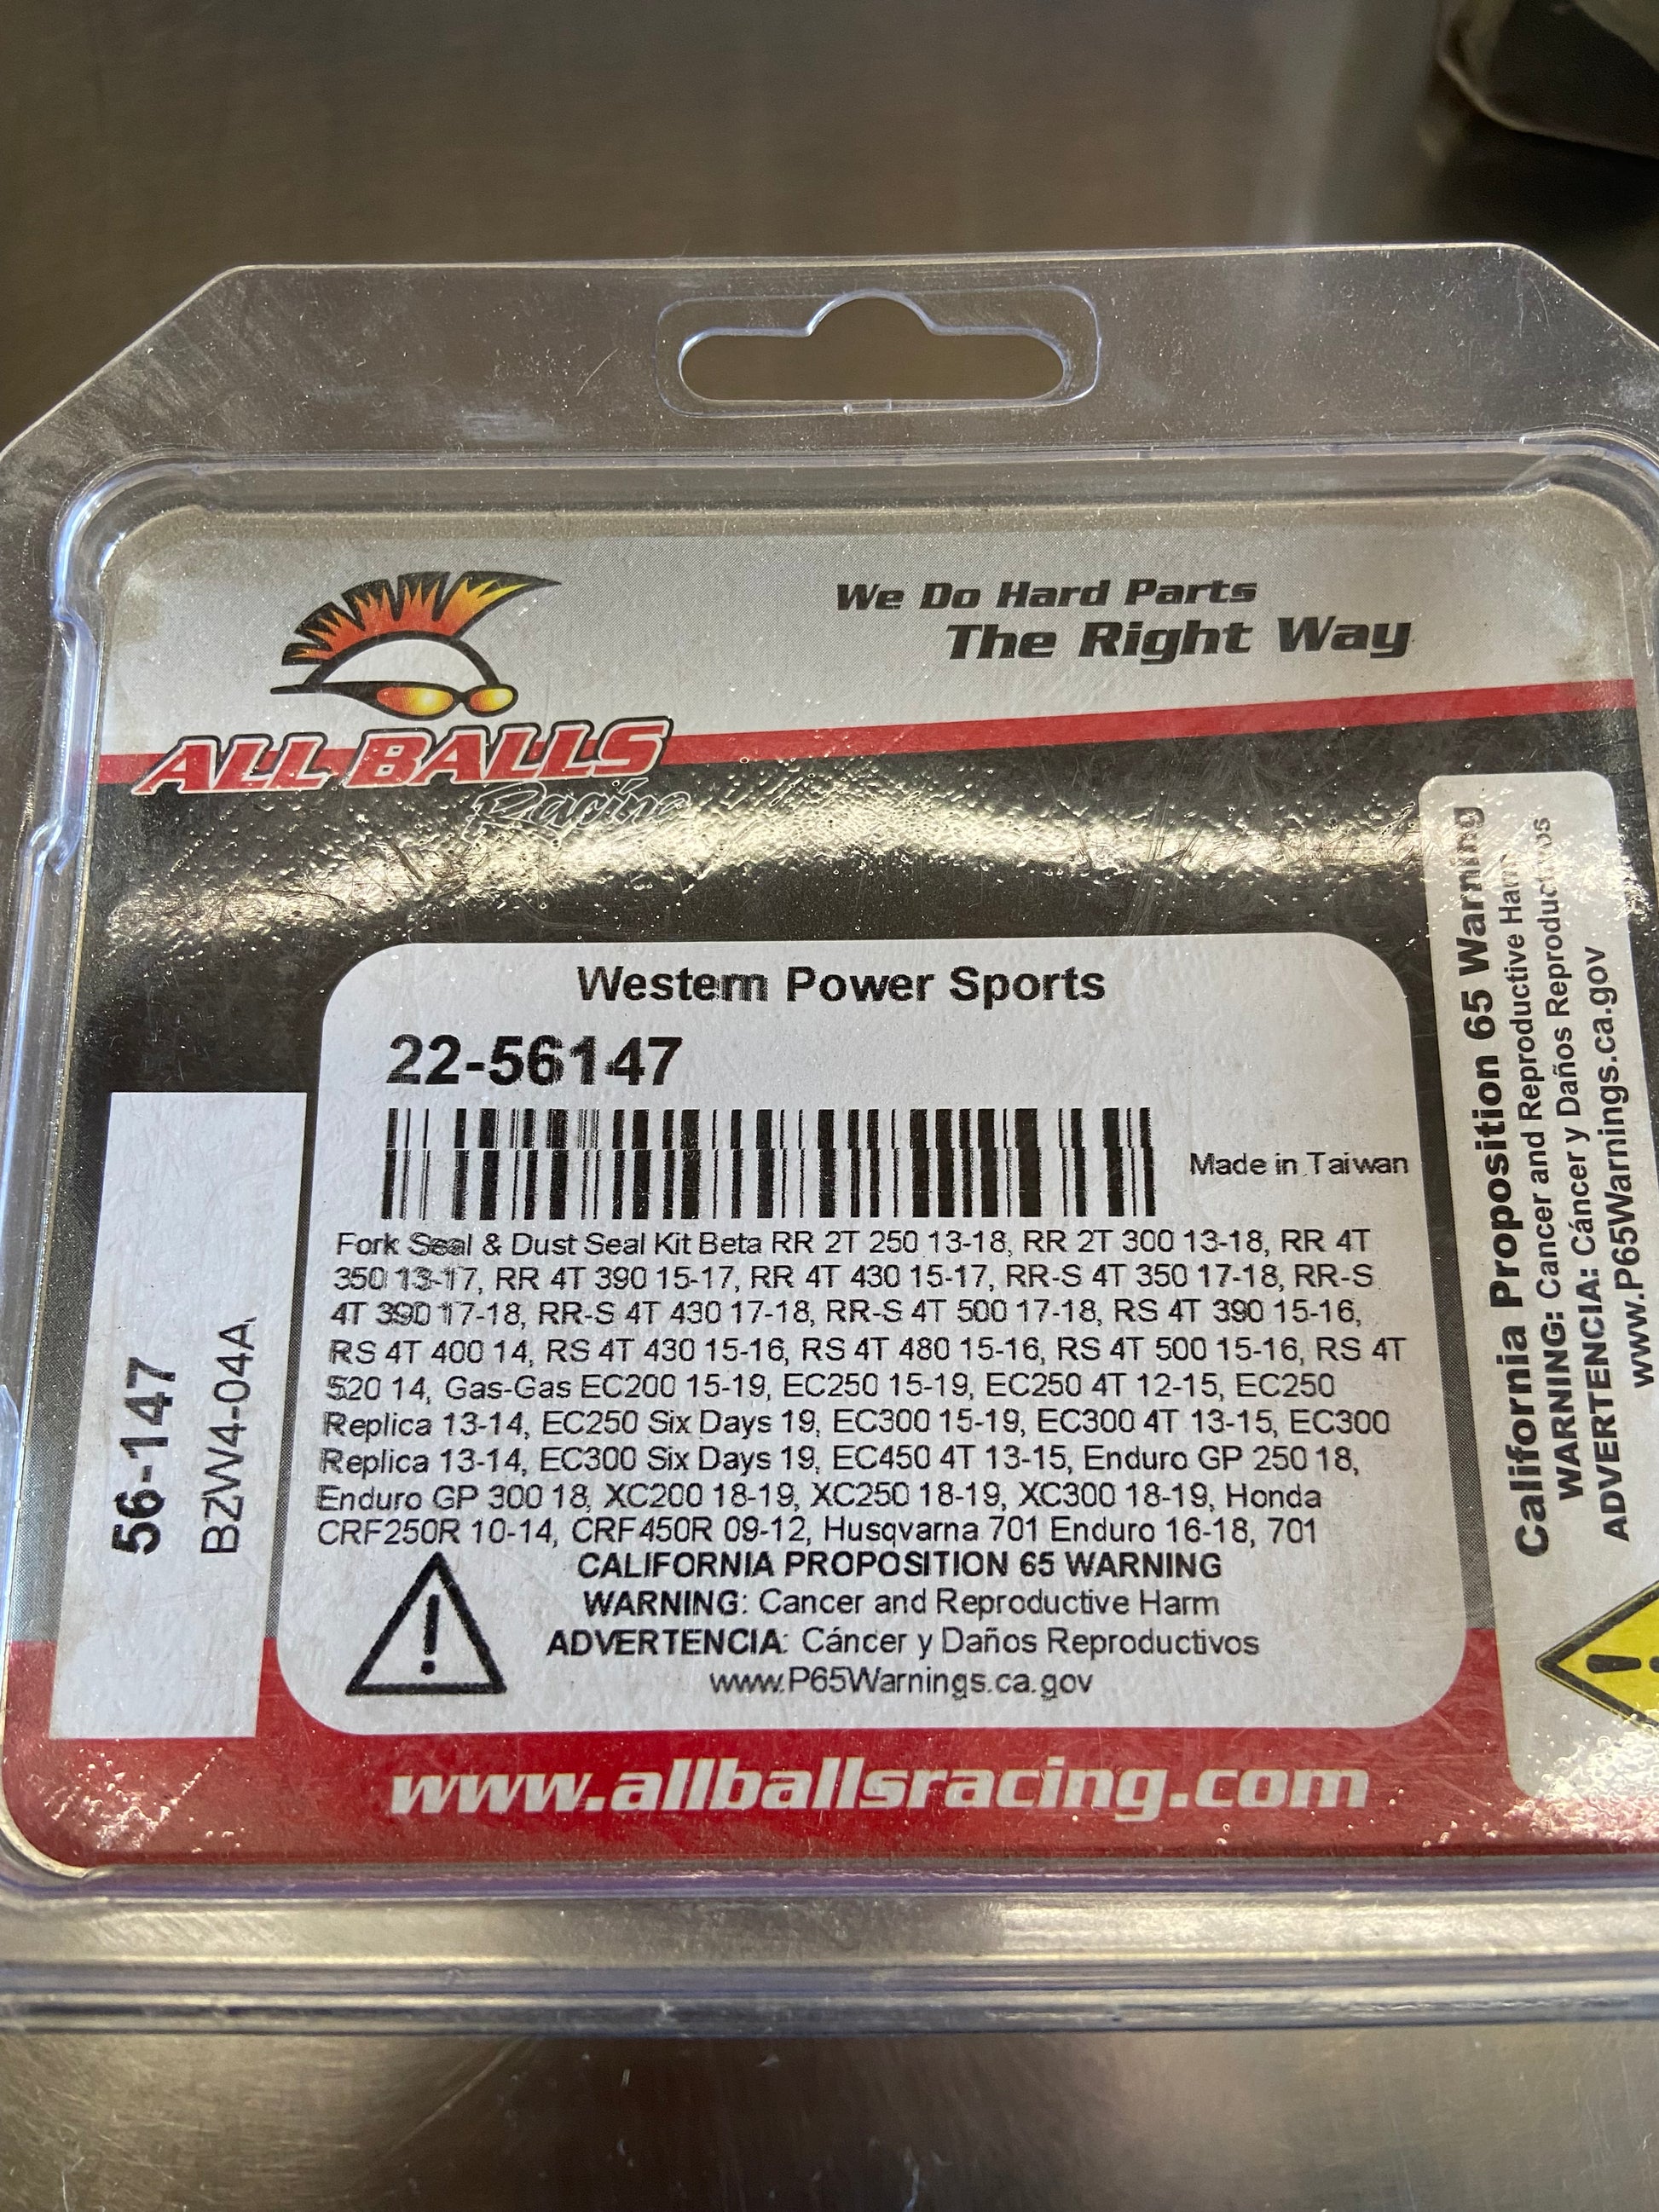 We Do Hard Parts
The Right Way
ALL BALLS
Racing
Western Power Sports
22-56147
Made in Taiwan
Fork Seal & Dust Seal Kit Beta RR 2T 250 13-18, RR 2T 300 13-18, RR 4T
350 13-17, RR 4T 390 15-17, RR 4T 430 15-17, RR-S 4T 350 17-18, RR-S
4T 390 17-18, RR-S 4T 430 17-18, RR-S 4T 500 17-18, RS 4T 390 15-16,
RS 4T 400 14, RS 4T 430 15-16, RS 4T 480 15-16, RS 4T 500 15-16, RS 4T
520 14, Gas-Gas EC200 15-19, EC250 15-19, EC250 4T 12-15, EC250
Replica 13-14, EC250 Six Days 19, EC300 15-19, EC300 4T 13-15, EC300
Replica 13-14, EC300 Six Days 19, EC450 4T 13-15, Enduro GP 250 18,
Enduro GP 300 18, XC200 18-19, XC250 18-19, XC300 18-19, Honda
CRF250R 10-14, CRF450R 09-12, Husqvarna 701 Enduro 16-18, 701
CALIFORNIA PROPOSITION 65 WARNING
WARNING: Cancer and Reproductive Harm
ADVERTENCIA: Cáncer y Daños Reproductivos
www.P65Warnings.ca.gov
56-147
BZW4-04A
California Proposition 65 Warning
WARNING: Cancer and Reproductive Harm
ADVERTENCIA: Cáncer y Daños Reproductivos
www.P65Warnings.ca.gov
www.allballsracing.com